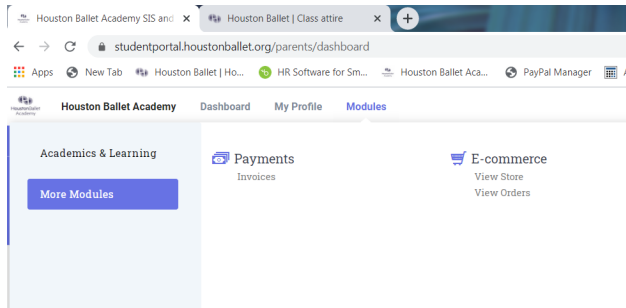 Houston Ballet Academy SIS and
Houston Ballet | Class attire
studentportal.houstonballet.org/parents/dashboard
Apps New Tab Houston Ballet | Ho... HR Software for Sm... Houston Ballet Aca... PayPal Manager
Houston Ballet Academy Dashboard My Profile Modules
Academics & Learning
More Modules
Payments
Invoices
E-commerce
View Store
View Orders